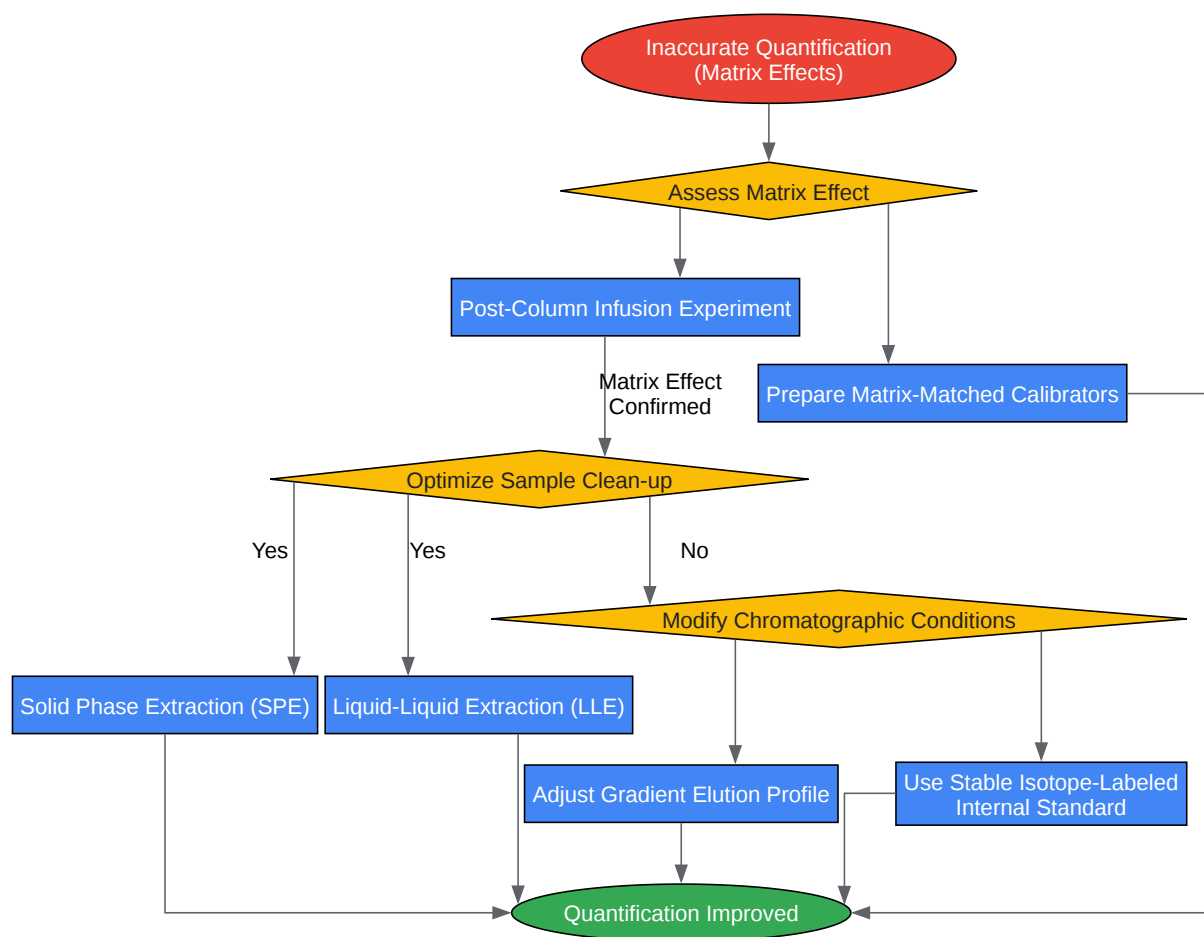 Inaccurate Quantification
(Matrix Effects)
Assess Matrix Effect
Post-Column Infusion Experiment
Matrix Effect
Confirmed
Prepare Matrix-Matched Calibrators
Optimize Sample Clean-up
Yes
Yes
No
Modify Chromatographic Conditions
Solid Phase Extraction (SPE)
Liquid-Liquid Extraction (LLE)
Adjust Gradient Elution Profile
Use Stable Isotope-Labeled
Internal Standard
Quantification Improved